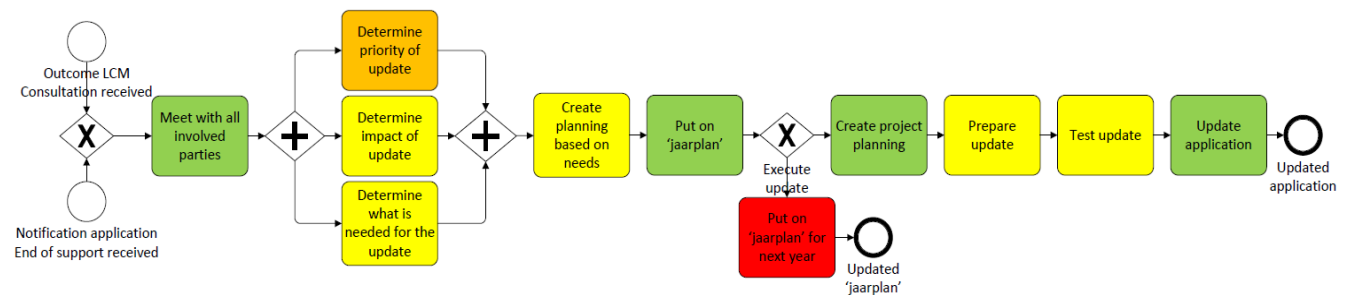 Outcome LCM
Consultation received
X
Notification application
End of support received
Meet with all
involved
parties
+
Determine
priority of
update
Determine
impact of
update
Determine
what is
needed for the
update
+
Create
planning
based on
needs
Put on
‘jaarplan’
X
Execute
update
Put on
‘jaarplan’ for
next year
Updated
‘jaarplan’
Create project
planning
Prepare
update
Test update
Update
application
Updated
application